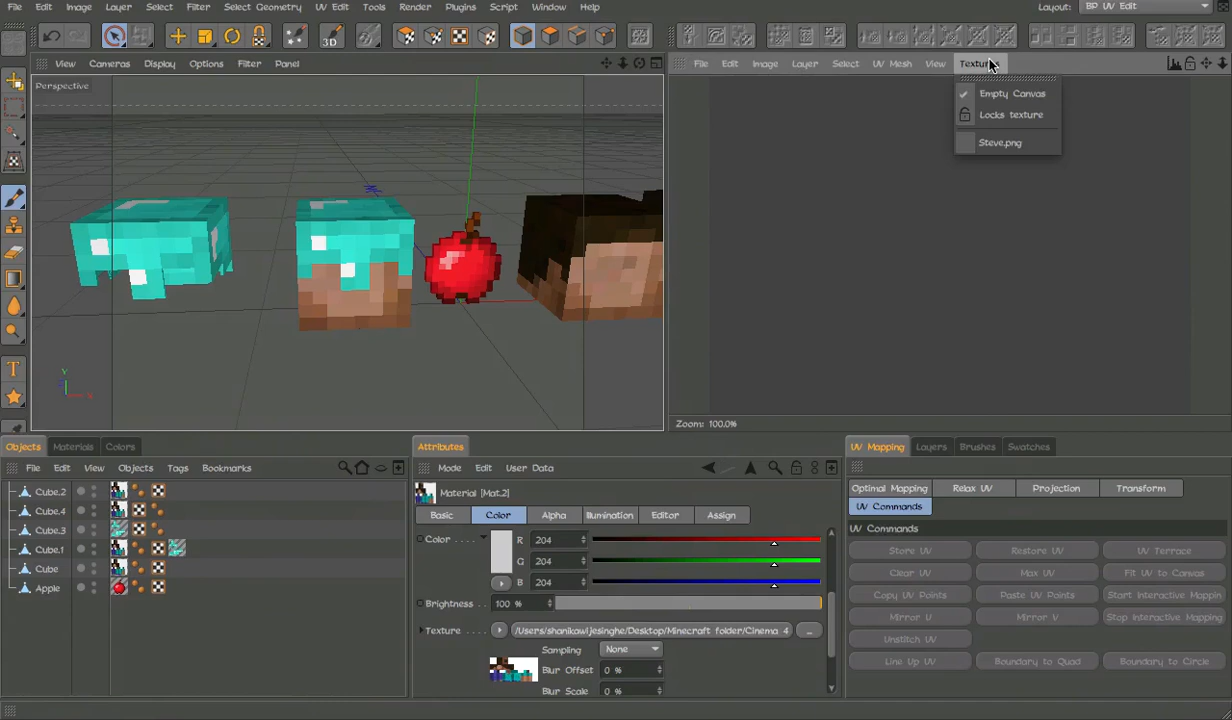 File Edit Image Layer Select Filter Select Geometry UV Edit Tools Render Plugins Script Window Help Layout: BP UV Edit
3D
View Cameras Display Options Filter Panel
File Edit Image Layer Select UV Mesh View Textures
Perspective
Empty Canvas
Locks texture
Steve.png
Y
Zoom: 100.0%
Objects Materials Colors
Attributes
UV Mapping Layers Brushes Swatches
File Edit View Objects Tags Bookmarks
Mode Edit User Data
Cube.2
Cube.4
Cube.3
Cube.1
Cube
Apple
Material [Mat.2]
Basic Color Alpha Illumination Editor Assign
Color R 204
G 204
B 204
Brightness 100 %
Texture /Users/shanikawijesinghe/Desktop/Minecraft folder/Cinema 4 ...
Sampling None
Blur Offset 0 %
Blur Scale 0 %
Optimal Mapping Relax UV Projection Transform
UV Commands
UV Commands
Store UV Restore UV UV Terrace
Clear UV Max UV Fit UV to Canvas
Copy UV Points Paste UV Points Start Interactive Mapping
Mirror U Mirror V Stop Interactive Mapping
Unstitch UV
Line Up UV Boundary to Quad Boundary to Circle